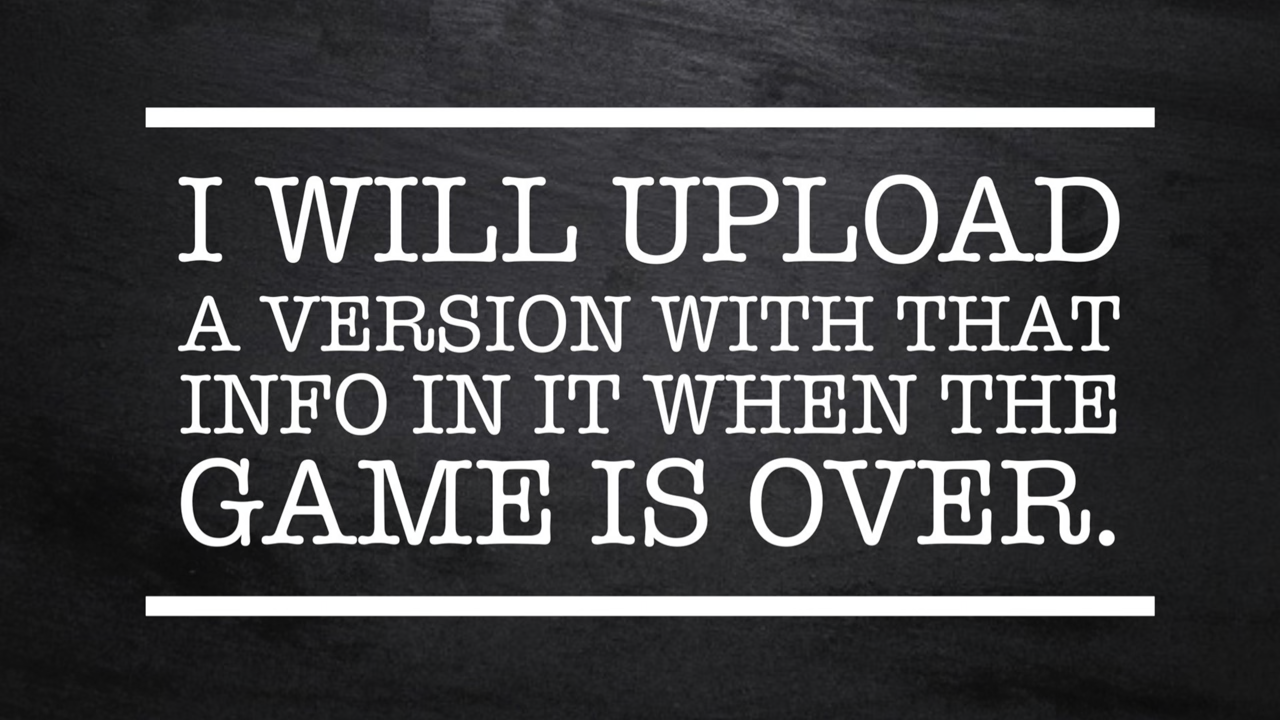 I WILL UPLOAD
A VERSION WITH THAT
INFO IN IT WHEN THE
GAME IS OVER.